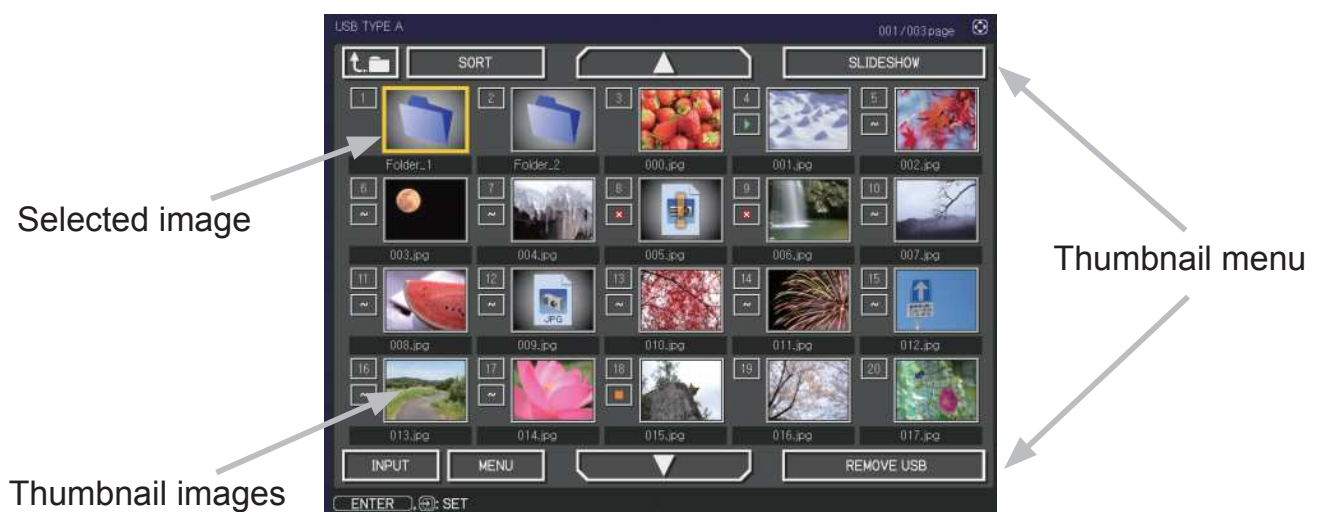 USB TYPE A 001/003page
SORT SLIDESHOW
1 2 3 4 5
Folder_1 Folder_2 000.jpg 001.jpg 002.jpg
Selected image
6 7 8 9 10
003.jpg 004.jpg 005.jpg 006.jpg 007.jpg
Thumbnail menu
11 12 13 14 15
JPG
008.jpg 009.jpg 010.jpg 011.jpg 012.jpg
16 17 18 19 20
013.jpg 014.jpg 015.jpg 016.jpg 017.jpg
INPUT MENU REMOVE USB
Thumbnail images
ENTER , : SET